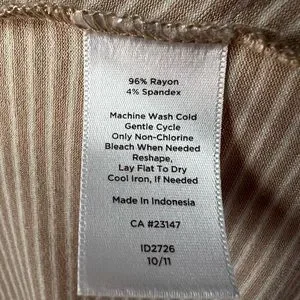 96% Rayon
4% Spandex
Machine Wash Cold
Gentle Cycle
Only Non-Chlorine
Bleach When Needed
Reshape,
Lay Flat To Dry
Cool Iron, If Needed
Made In Indonesia
CA #23147
ID2726
10/11